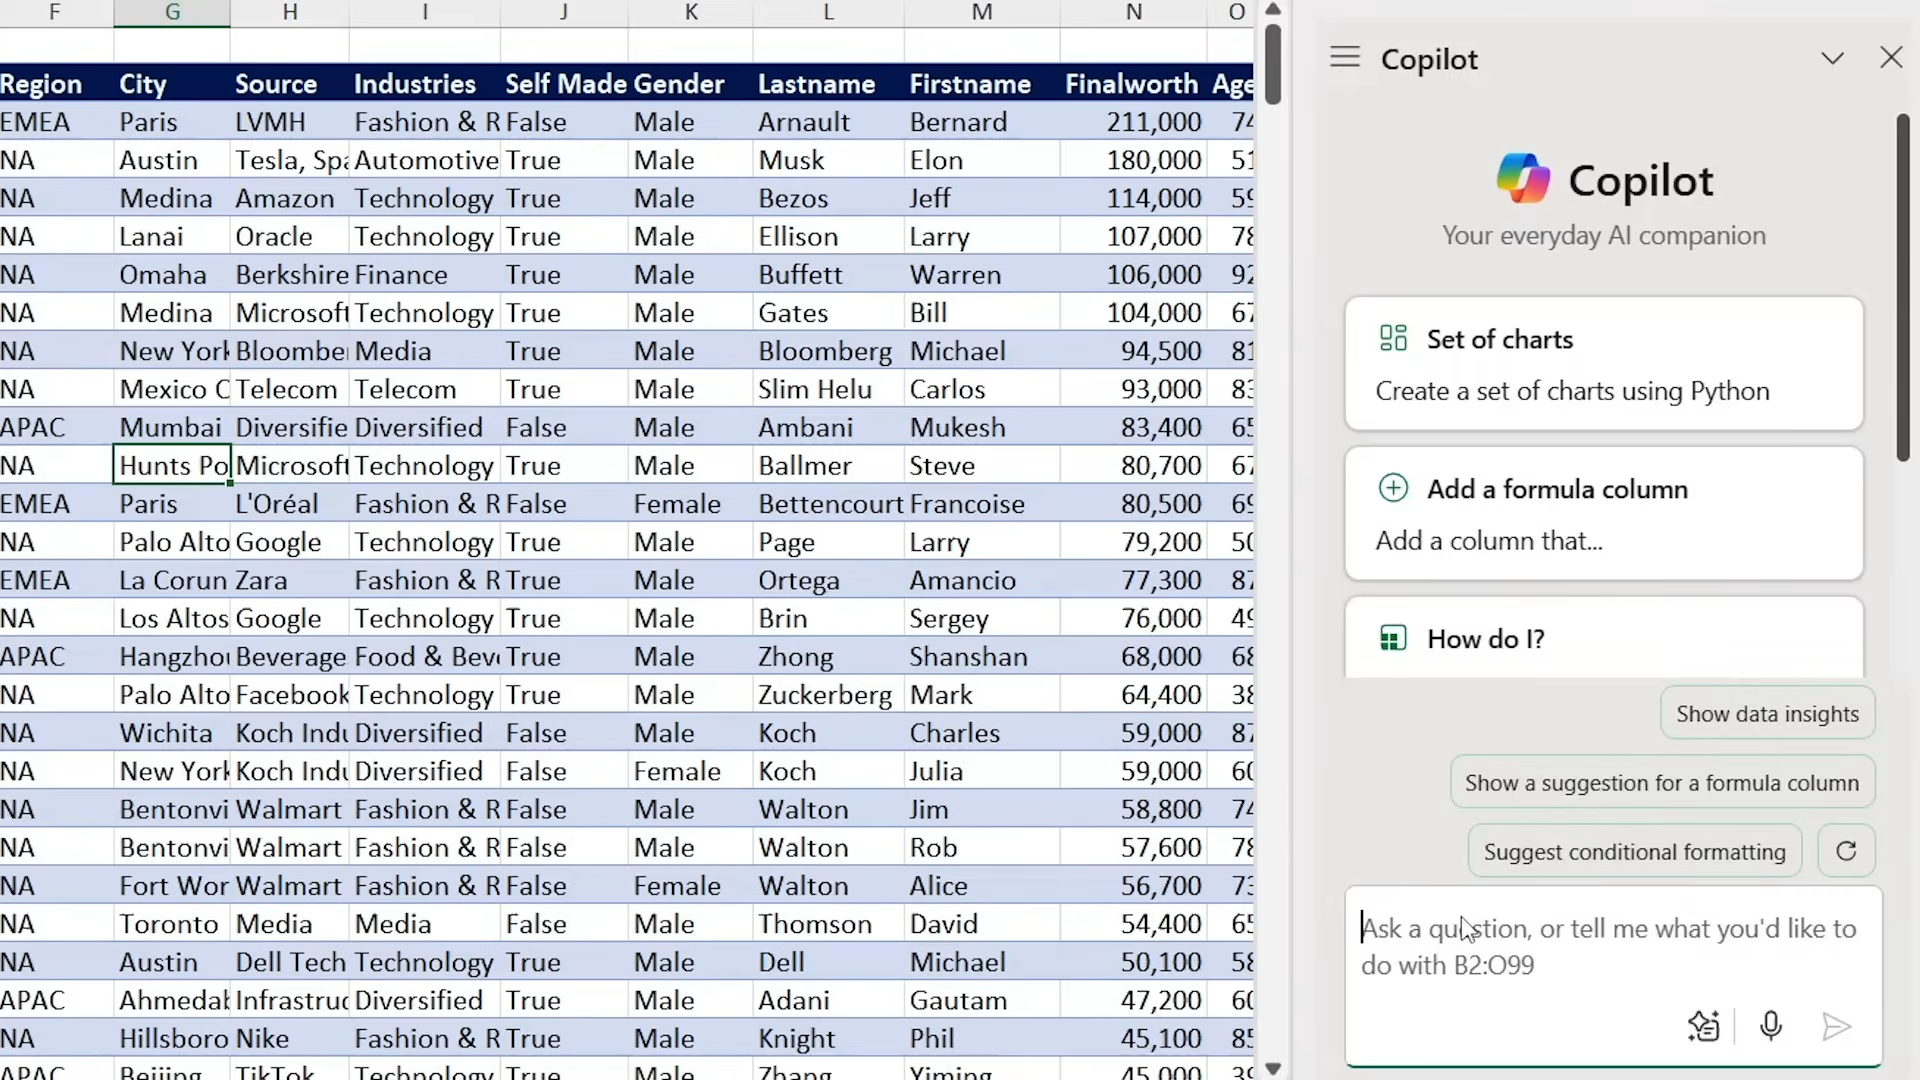 F G H I J K L M N O
Region City Source Industries Self Made Gender Lastname Firstname Finalworth Age
EMEA Paris LVMH Fashion & R False Male Arnault Bernard 211,000 74
NA Austin Tesla, Spa Automotive True Male Musk Elon 180,000 51
NA Medina Amazon Technology True Male Bezos Jeff 114,000 59
NA Lanai Oracle Technology True Male Ellison Larry 107,000 78
NA Omaha Berkshire Finance True Male Buffett Warren 106,000 92
NA Medina Microsoft Technology True Male Gates Bill 104,000 67
NA New York Bloomber Media True Male Bloomberg Michael 94,500 81
NA Mexico C Telecom Telecom True Male Slim Helu Carlos 93,000 83
APAC Mumbai Diversifie Diversified False Male Ambani Mukesh 83,400 65
NA Hunts Po Microsoft Technology True Male Ballmer Steve 80,700 67
EMEA Paris L'Oréal Fashion & R False Female Bettencourt Francoise 80,500 69
NA Palo Alto Google Technology True Male Page Larry 79,200 50
EMEA La Corun Zara Fashion & R True Male Ortega Amancio 77,300 87
NA Los Altos Google Technology True Male Brin Sergey 76,000 49
APAC Hangzhou Beverage Food & Beve True Male Zhong Shanshan 68,000 68
NA Palo Alto Facebook Technology True Male Zuckerberg Mark 64,400 38
NA Wichita Koch Indu Diversified False Male Koch Charles 59,000 87
NA New York Koch Indu Diversified False Female Koch Julia 59,000 60
NA Bentonvi Walmart Fashion & R False Male Walton Jim 58,800 74
NA Bentonvi Walmart Fashion & R False Male Walton Rob 57,600 78
NA Fort Wor Walmart Fashion & R False Female Walton Alice 56,700 73
NA Toronto Media Media False Male Thomson David 54,400 65
NA Austin Dell Tech Technology True Male Dell Michael 50,100 58
APAC Ahmedab Infrastruc Diversified True Male Adani Gautam 47,200 60
NA Hillsboro Nike Fashion & R True Male Knight Phil 45,100 85
APAC Beijing TikTok Technology True Male Zhang Yiming 45,000 39
Copilot
Copilot
Your everyday AI companion
Set of charts
Create a set of charts using Python
Add a formula column
Add a column that...
How do I?
Show data insights
Show a suggestion for a formula column
Suggest conditional formatting
Ask a question, or tell me what you'd like to
do with B2:O99